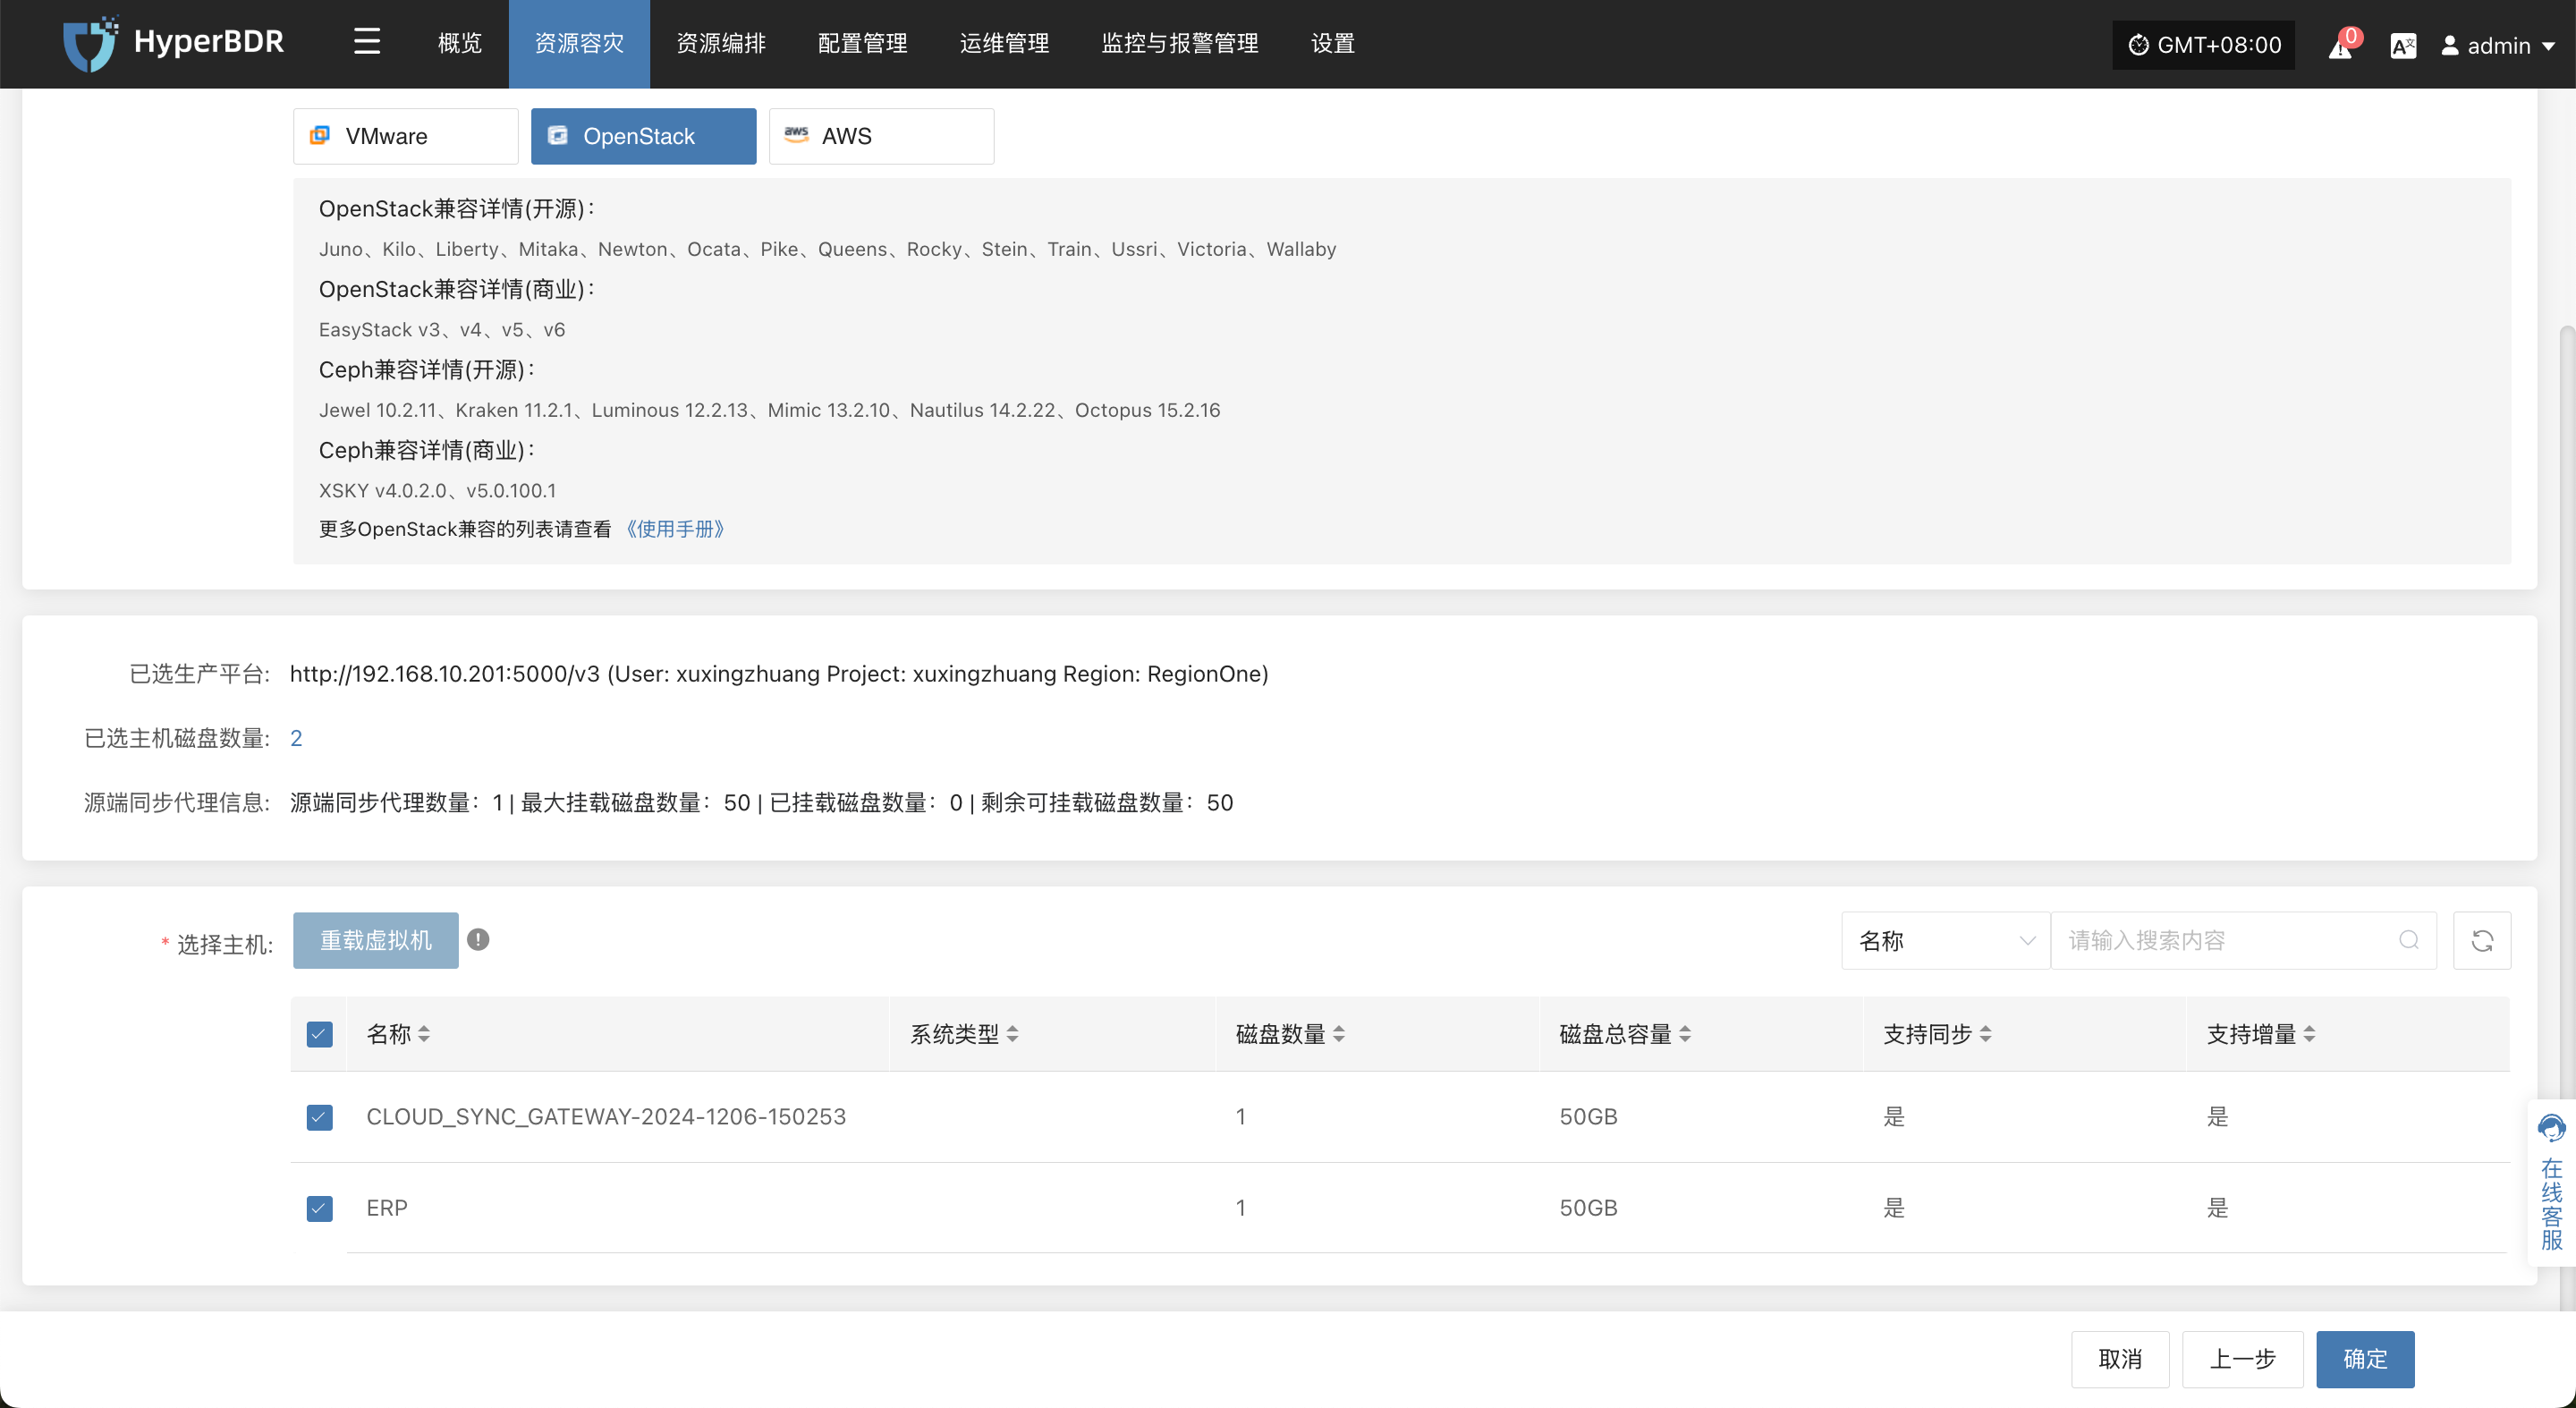 HyperBDR 概览 资源容灾 资源编排 配置管理 运维管理 监控与报警管理 设置 GMT+08:00 0 admin
VMware OpenStack aws AWS
OpenStack兼容详情(开源)：
Juno、Kilo、Liberty、Mitaka、Newton、Ocata、Pike、Queens、Rocky、Stein、Train、Ussri、Victoria、Wallaby
OpenStack兼容详情(商业)：
EasyStack v3、v4、v5、v6
Ceph兼容详情(开源)：
Jewel 10.2.11、Kraken 11.2.1、Luminous 12.2.13、Mimic 13.2.10、Nautilus 14.2.22、Octopus 15.2.16
Ceph兼容详情(商业)：
XSKY v4.0.2.0、v5.0.100.1
更多OpenStack兼容的列表请查看 《使用手册》
已选生产平台: http://192.168.10.201:5000/v3 (User: xuxingzhuang Project: xuxingzhuang Region: RegionOne)
已选主机磁盘数量: 2
源端同步代理信息: 源端同步代理数量：1 | 最大挂载磁盘数量：50 | 已挂载磁盘数量：0 | 剩余可挂载磁盘数量：50
* 选择主机: 重载虚拟机 名称 请输入搜索内容
名称 系统类型 磁盘数量 磁盘总容量 支持同步 支持增量
CLOUD_SYNC_GATEWAY-2024-1206-150253 1 50GB 是 是
ERP 1 50GB 是 是
在线客服
取消 上一步 确定